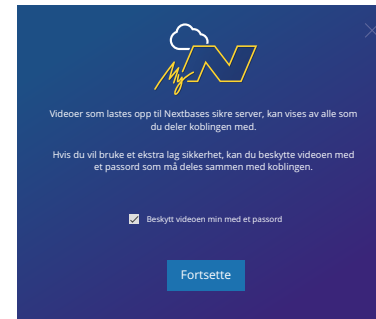 My N
Videoer som lastes opp til Nextbases sikre server, kan vises av alle som
du deler koblingen med.
Hvis du vil bruke et ekstra lag sikkerhet, kan du beskytte videoen med
et passord som må deles sammen med koblingen.
Beskytt videoen min med et passord
Fortsette